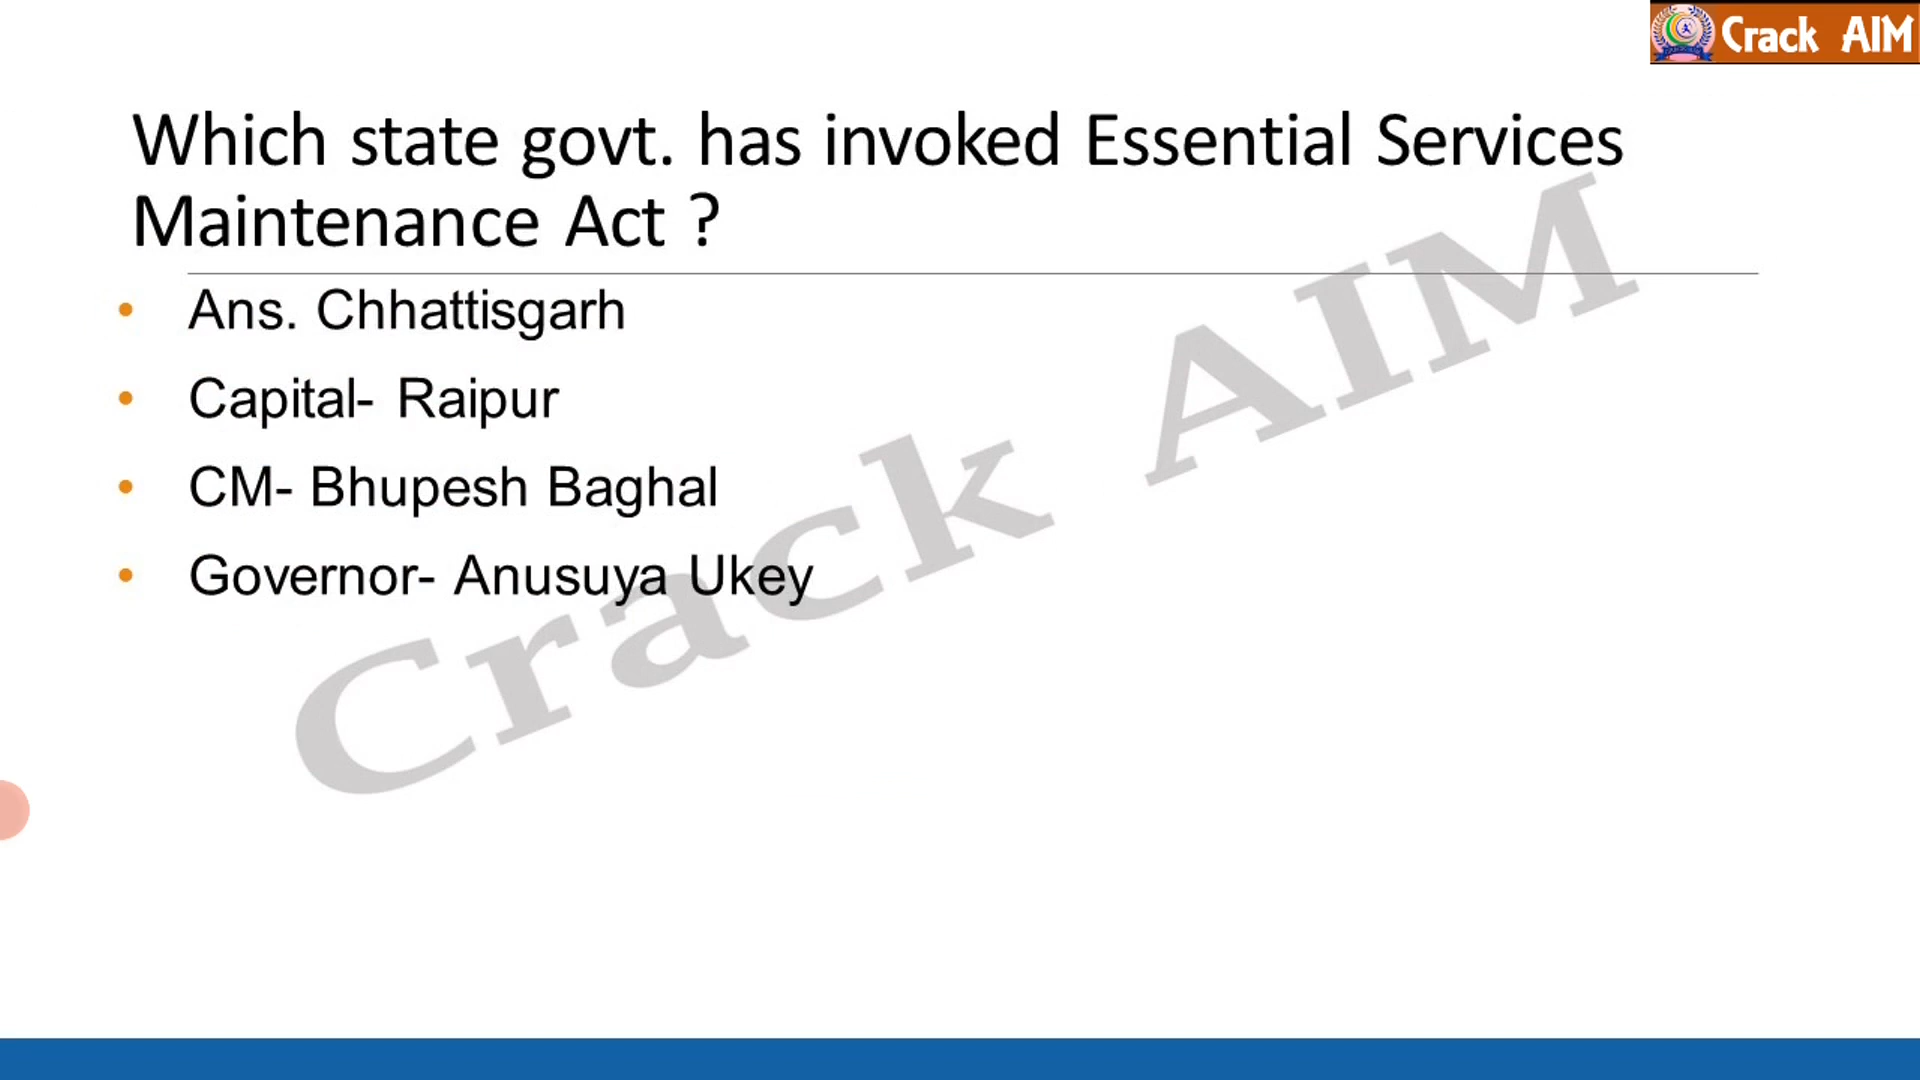 Crack AIM
Which state govt. has invoked Essential Services
Maintenance Act ?
• Ans. Chhattisgarh
• Capital- Raipur
• CM- Bhupesh Baghal
• Governor- Anusuya Ukey
Crack AIM